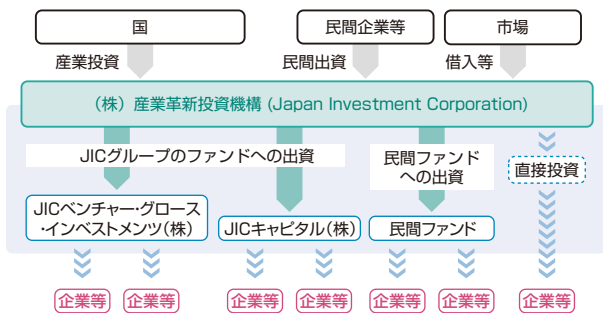 国
民間企業等
市場
産業投資
民間出資
借入等
（株）産業革新投資機構 (Japan Investment Corporation)
JICグループのファンドへの出資
民間ファンド
への出資
直接投資
JICベンチャー・グロース
・インベストメンツ（株）
JICキャピタル（株）
民間ファンド
企業等
企業等
企業等
企業等
企業等
企業等
企業等